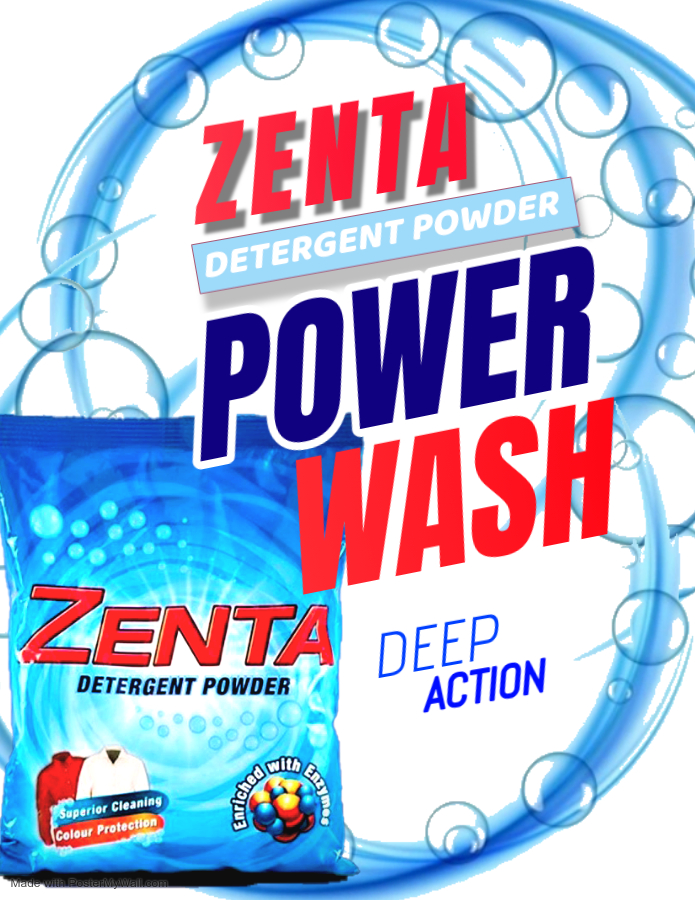 ZENTA
DETERGENT POWDER
POWER
WASH
DEEP
ACTION
ZENTA
DETERGENT POWDER
Superior Cleaning
Colour Protection
Enriched with Enzymes
Made with PosterMyWall.com